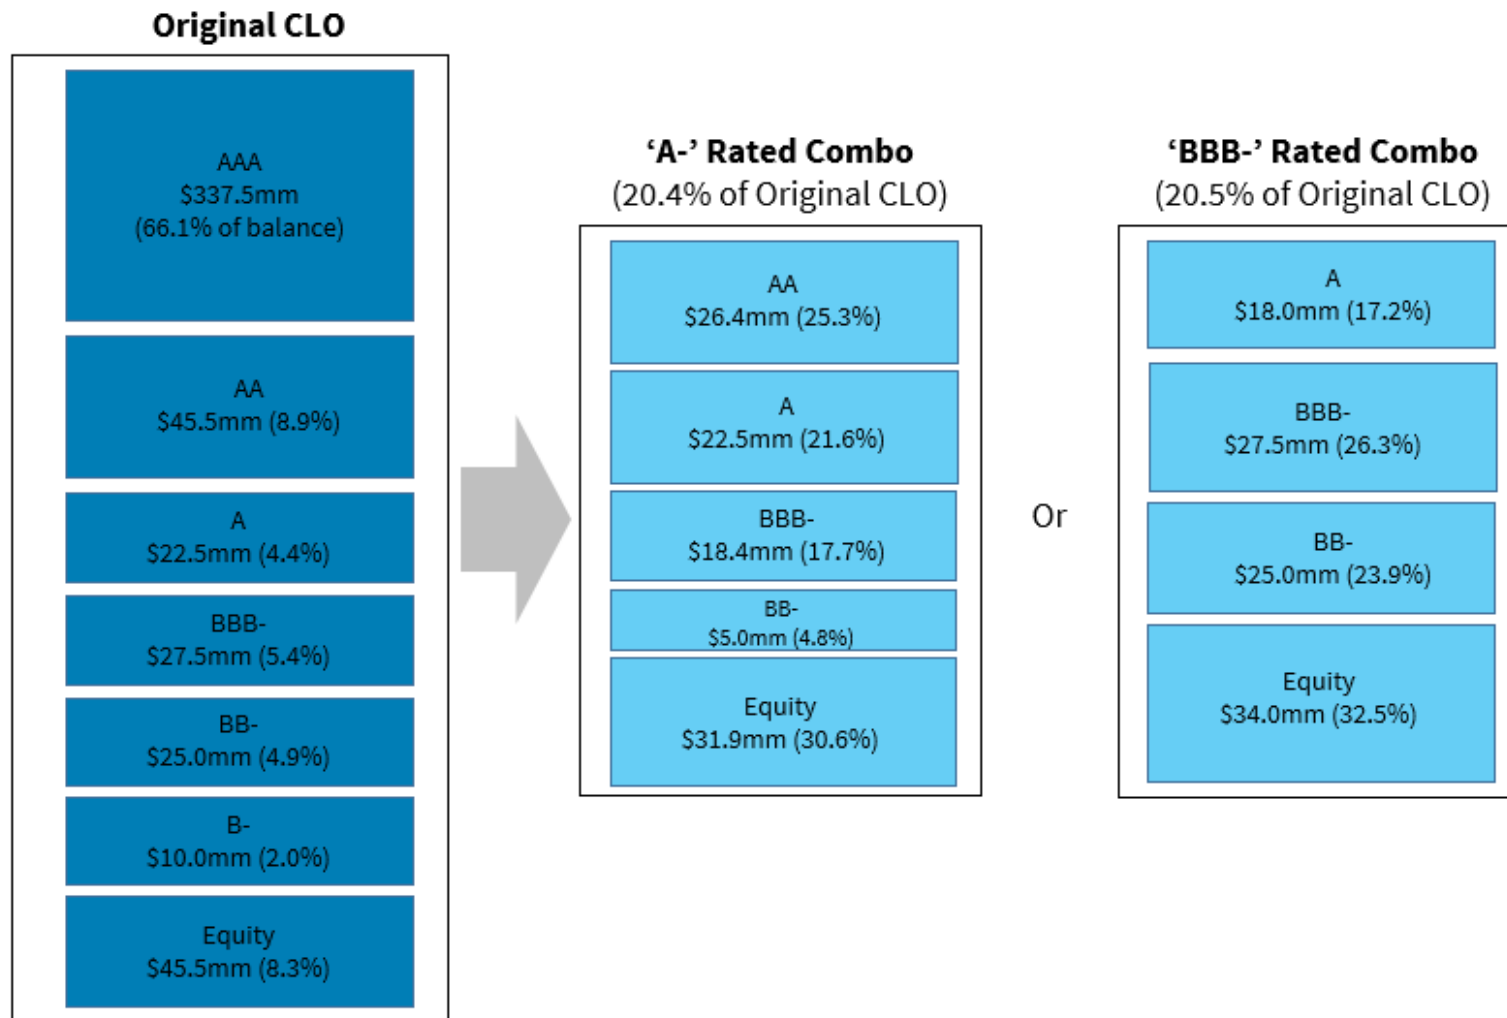 Original CLO
AAA
$337.5mm
(66.1% of balance)
AA
$45.5mm (8.9%)
A
$22.5mm (4.4%)
BBB-
$27.5mm (5.4%)
BB-
$25.0mm (4.9%)
B-
$10.0mm (2.0%)
Equity
$45.5mm (8.3%)
‘A-’ Rated Combo
(20.4% of Original CLO)
AA
$26.4mm (25.3%)
A
$22.5mm (21.6%)
BBB-
$18.4mm (17.7%)
BB-
$5.0mm (4.8%)
Equity
$31.9mm (30.6%)
Or
‘BBB-’ Rated Combo
(20.5% of Original CLO)
A
$18.0mm (17.2%)
BBB-
$27.5mm (26.3%)
BB-
$25.0mm (23.9%)
Equity
$34.0mm (32.5%)